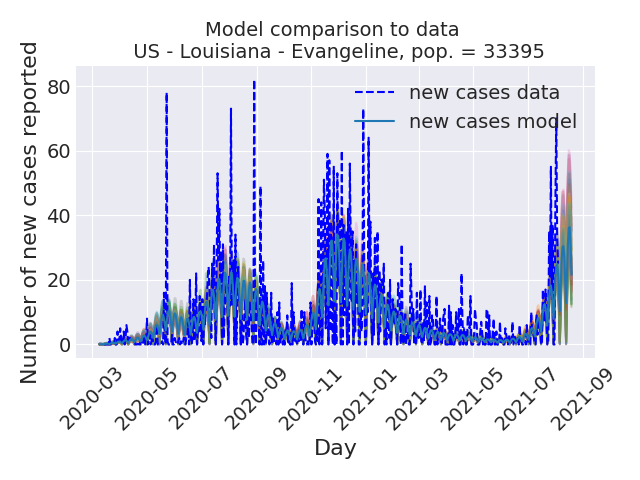 Model comparison to data
US - Louisiana - Evangeline, pop. = 33395
Number of new cases reported
80
60
40
20
0
new cases data
new cases model
2020-03
2020-05
2020-07
2020-09
2020-11
2021-01
2021-03
2021-05
2021-07
2021-09
Day